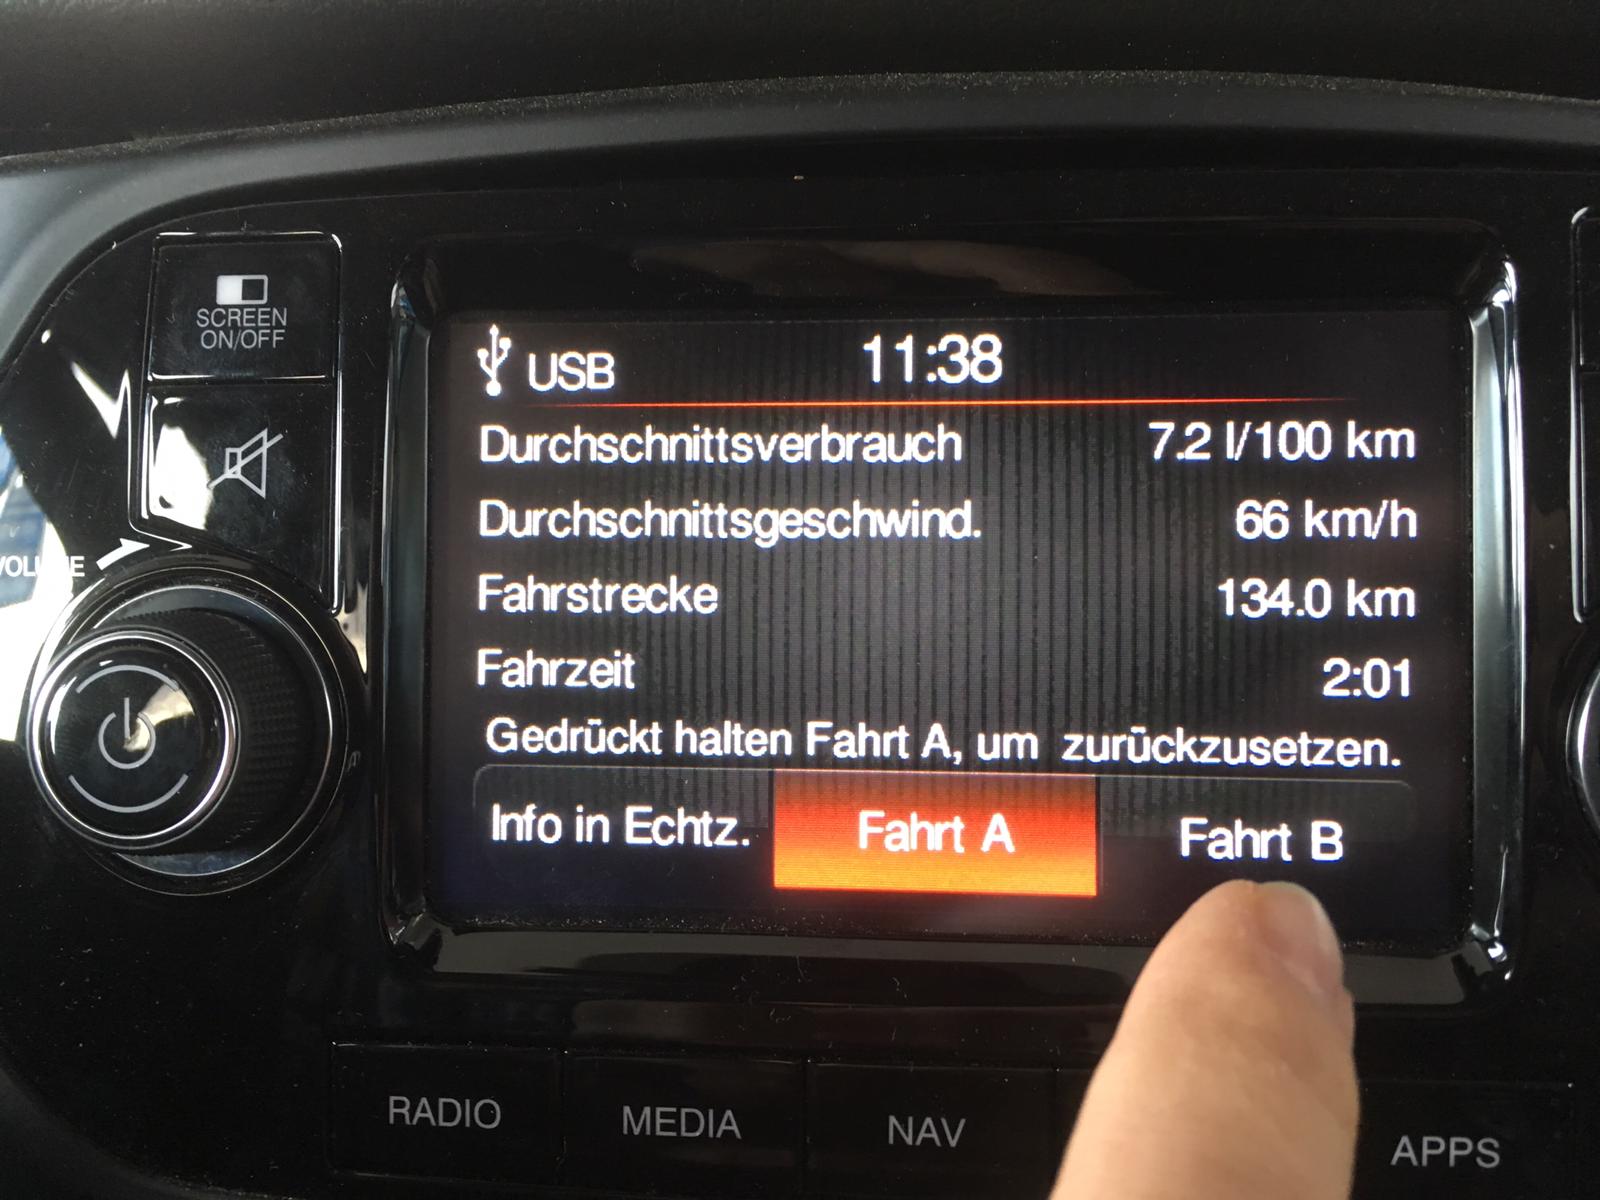 SCREEN
ON/OFF
VOLUME
USB 11:38
Durchschnittsverbrauch 7.2 l/100 km
Durchschnittsgeschwind. 66 km/h
Fahrstrecke 134.0 km
Fahrzeit 2:01
Gedrückt halten Fahrt A, um zurückzusetzen.
Info in Echtz. Fahrt A Fahrt B
RADIO MEDIA NAV APPS